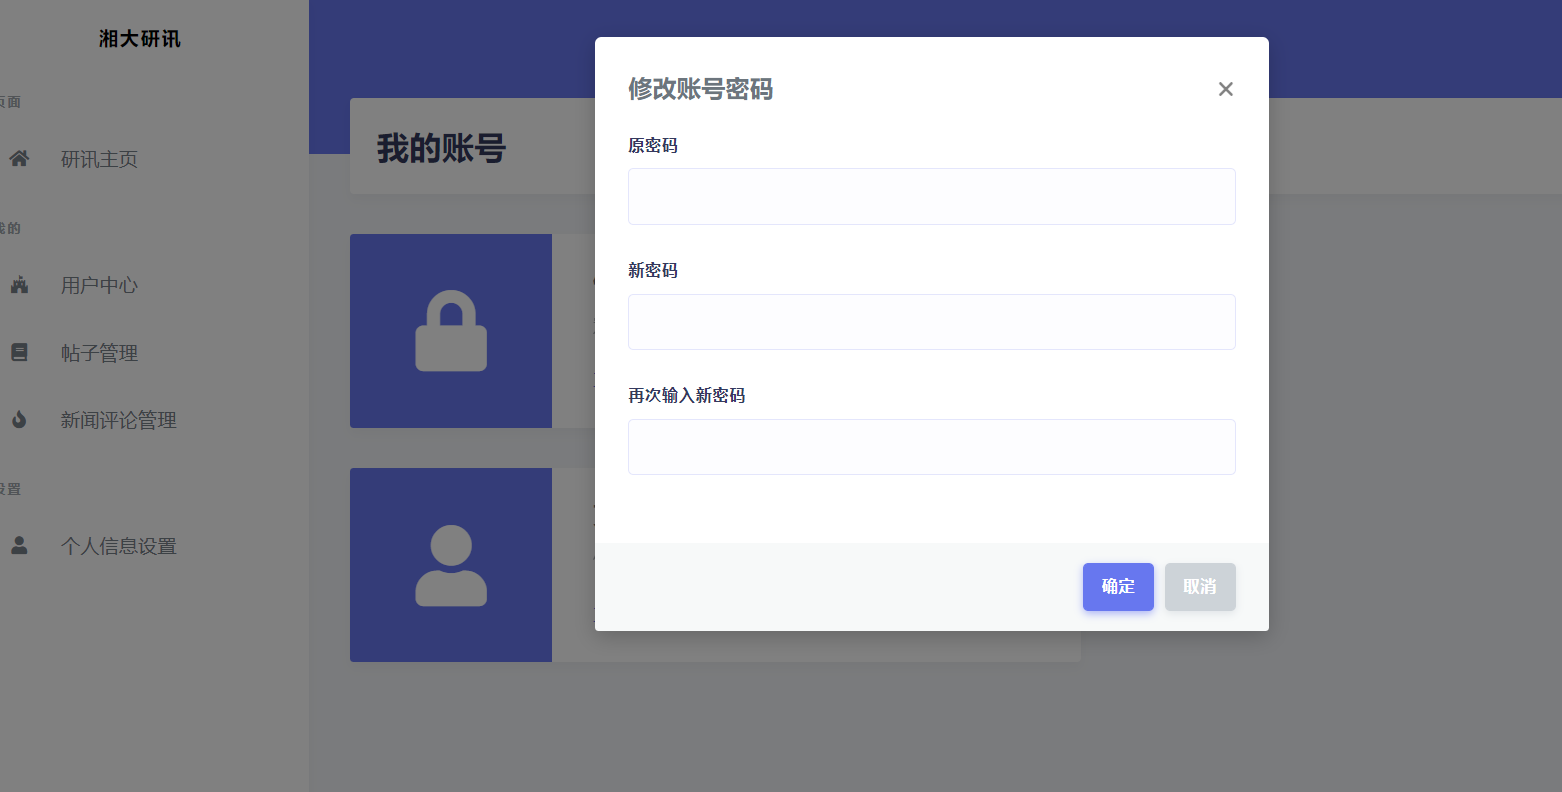 湘大研讯
页面
研讯主页
我的
用户中心
帖子管理
新闻评论管理
设置
个人信息设置
我的账号
修改账号密码
原密码
新密码
再次输入新密码
确定
取消